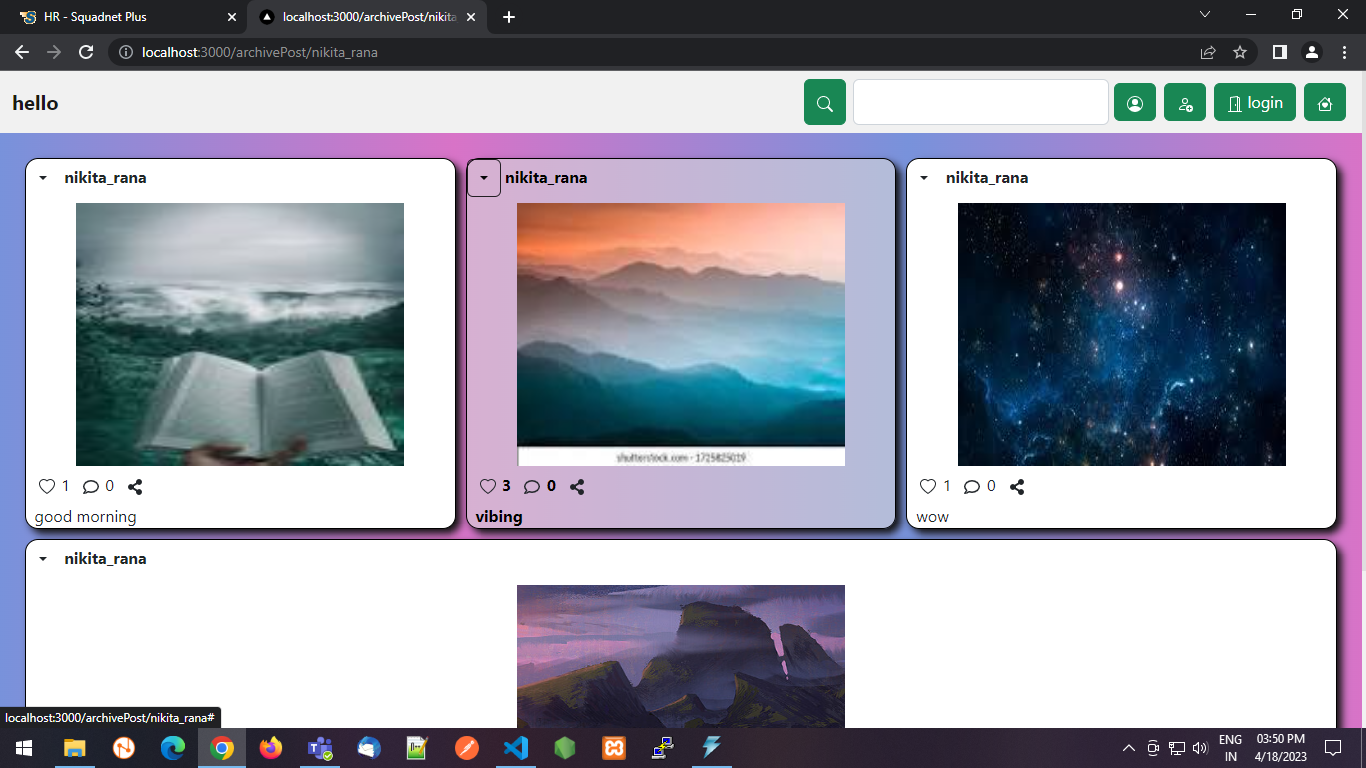 HR - Squadnet Plus
localhost:3000/archivePost/nikita
localhost:3000/archivePost/nikita_rana
hello
login
nikita_rana
nikita_rana
nikita_rana
shutterstock.com · 1725825019
1 0
3 0
1 0
good morning
vibing
wow
nikita_rana
localhost:3000/archivePost/nikita_rana#
ENG
IN
03:50 PM
4/18/2023